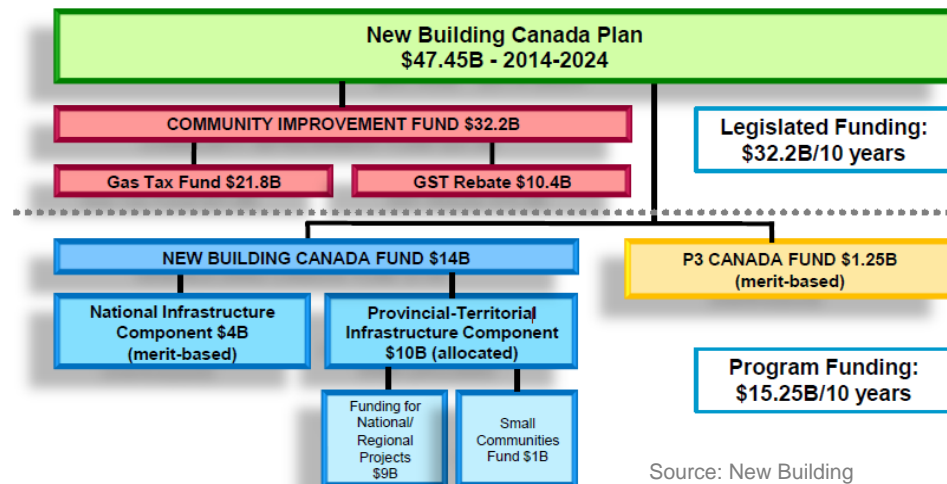 New Building Canada Plan
$47.45B - 2014-2024
COMMUNITY IMPROVEMENT FUND $32.2B
Legislated Funding:
$32.2B/10 years
Gas Tax Fund $21.8B
GST Rebate $10.4B
NEW BUILDING CANADA FUND $14B
P3 CANADA FUND $1.25B
(merit-based)
National Infrastructure
Component $4B
(merit-based)
Provincial-Territorial
Infrastructure Component
$10B (allocated)
Program Funding:
$15.25B/10 years
Funding for
National/
Regional
Projects
$9B
Small
Communities
Fund $1B
Source: New Building